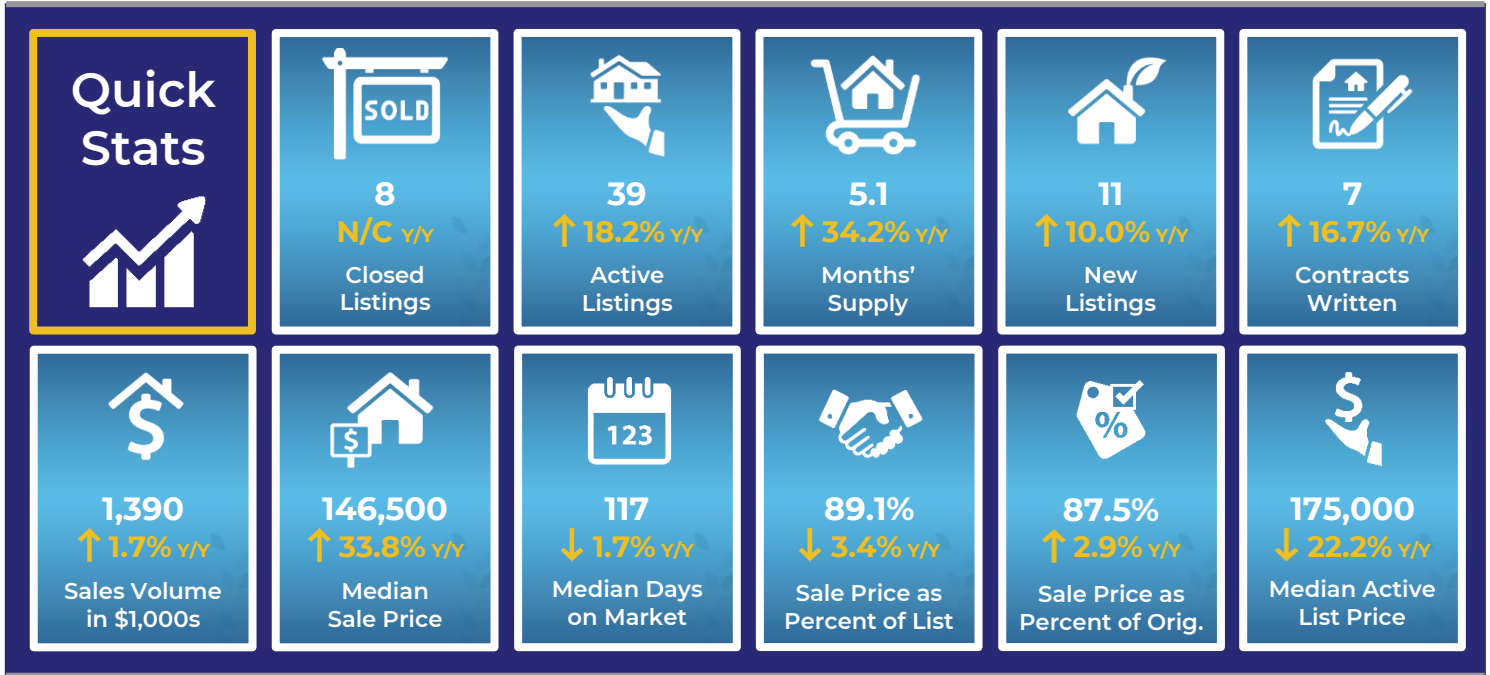 Quick
Stats
SOLD
8
N/C Y/Y
Closed
Listings
39
↑ 18.2% Y/Y
Active
Listings
5.1
↑ 34.2% Y/Y
Months’
Supply
11
↑ 10.0% Y/Y
New
Listings
7
↑ 16.7% Y/Y
Contracts
Written
$
1,390
↑ 1.7% Y/Y
Sales Volume
in $1,000s
$
146,500
↑ 33.8% Y/Y
Median
Sale Price
123
117
↓ 1.7% Y/Y
Median Days
on Market
89.1%
↓ 3.4% Y/Y
Sale Price as
Percent of List
%
87.5%
↑ 2.9% Y/Y
Sale Price as
Percent of Orig.
$
175,000
↓ 22.2% Y/Y
Median Active
List Price